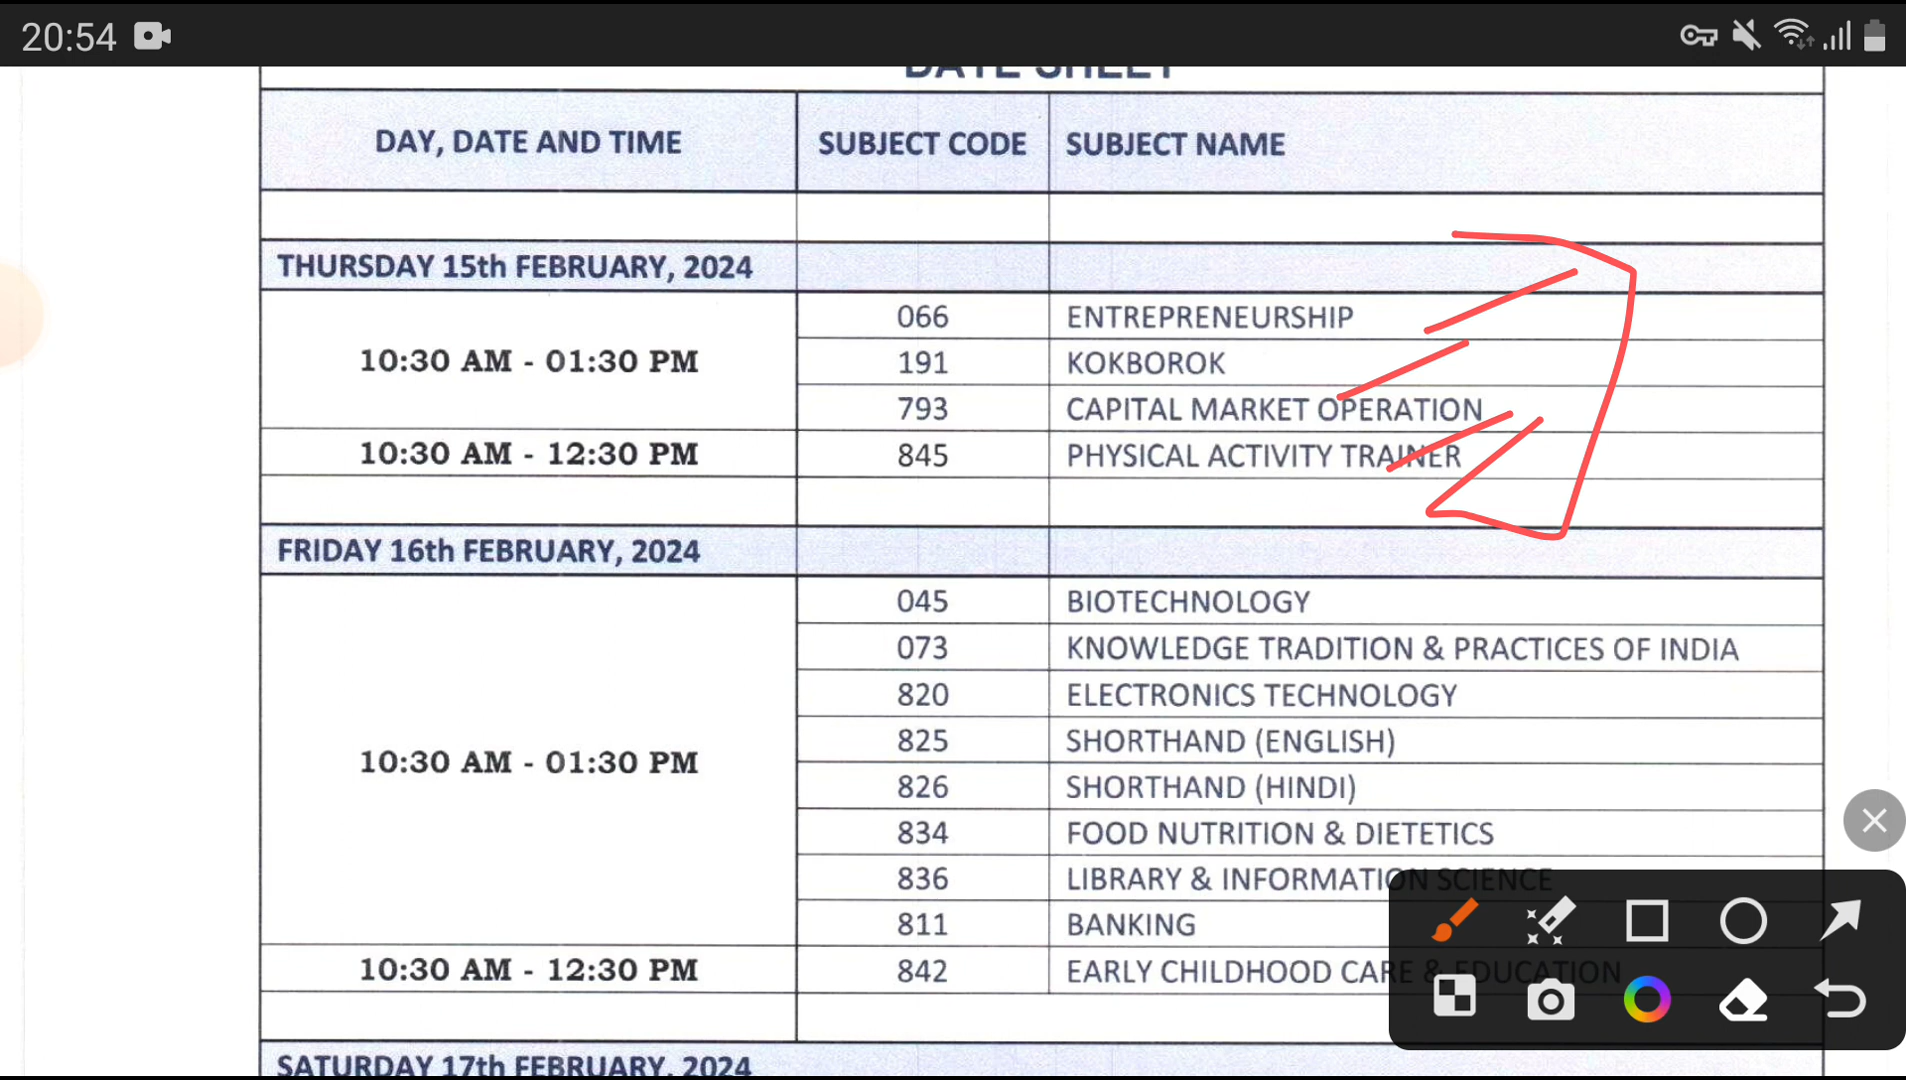 20:54
DATE SHEET
DAY, DATE AND TIME SUBJECT CODE SUBJECT NAME
THURSDAY 15th FEBRUARY, 2024
066 ENTREPRENEURSHIP
10:30 AM - 01:30 PM 191 KOKBOROK
793 CAPITAL MARKET OPERATION
10:30 AM - 12:30 PM 845 PHYSICAL ACTIVITY TRAINER
FRIDAY 16th FEBRUARY, 2024
045 BIOTECHNOLOGY
073 KNOWLEDGE TRADITION & PRACTICES OF INDIA
820 ELECTRONICS TECHNOLOGY
825 SHORTHAND (ENGLISH)
10:30 AM - 01:30 PM
826 SHORTHAND (HINDI)
834 FOOD NUTRITION & DIETETICS
836 LIBRARY & INFORMATION SCIENCE
811 BANKING
10:30 AM - 12:30 PM 842 EARLY CHILDHOOD CARE & EDUCATION
SATURDAY 17th FEBRUARY, 2024